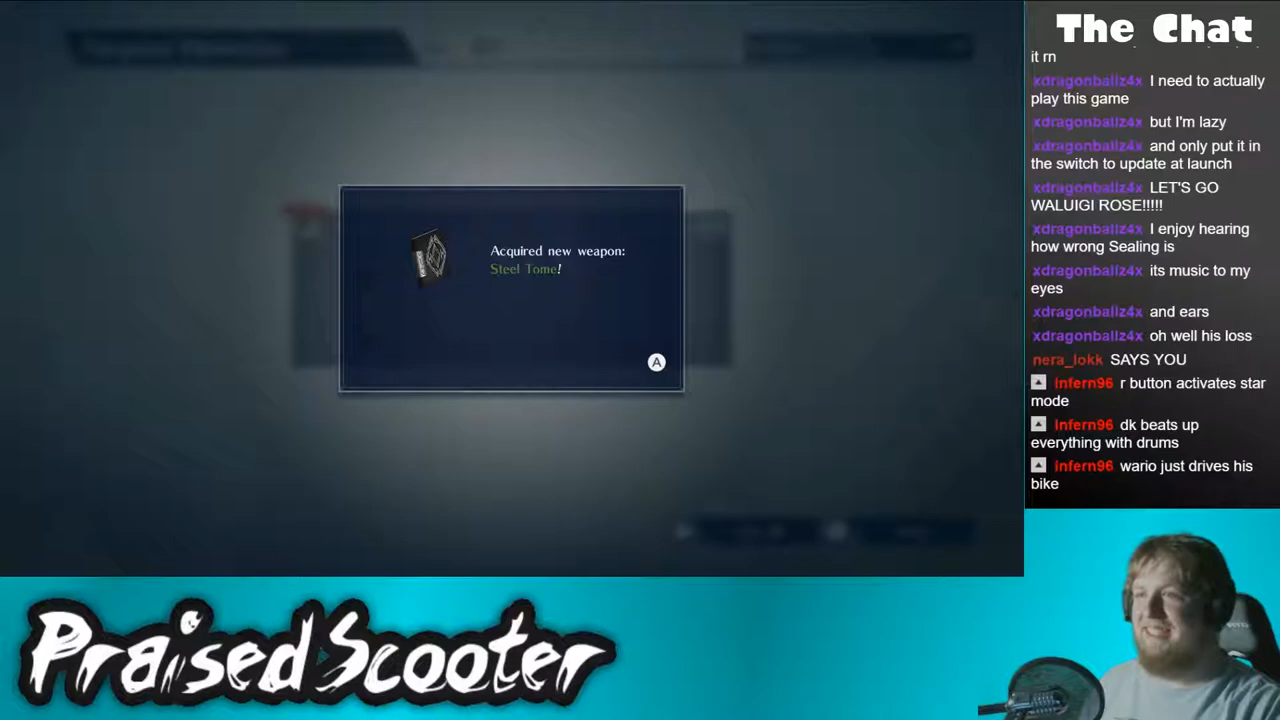 Acquired new weapon:
Steel Tome!
A
The Chat
it rn
xdragonballz4x I need to actually
play this game
xdragonballz4x but I'm lazy
xdragonballz4x and only put it in
the switch to update at launch
xdragonballz4x LET'S GO
WALUIGI ROSE!!!!!
xdragonballz4x I enjoy hearing
how wrong Sealing is
xdragonballz4x its music to my
eyes
xdragonballz4x and ears
xdragonballz4x oh well his loss
nera_lokk SAYS YOU
Infern96 r button activates star
mode
Infern96 dk beats up
everything with drums
Infern96 wario just drives his
bike
PraisedScooter